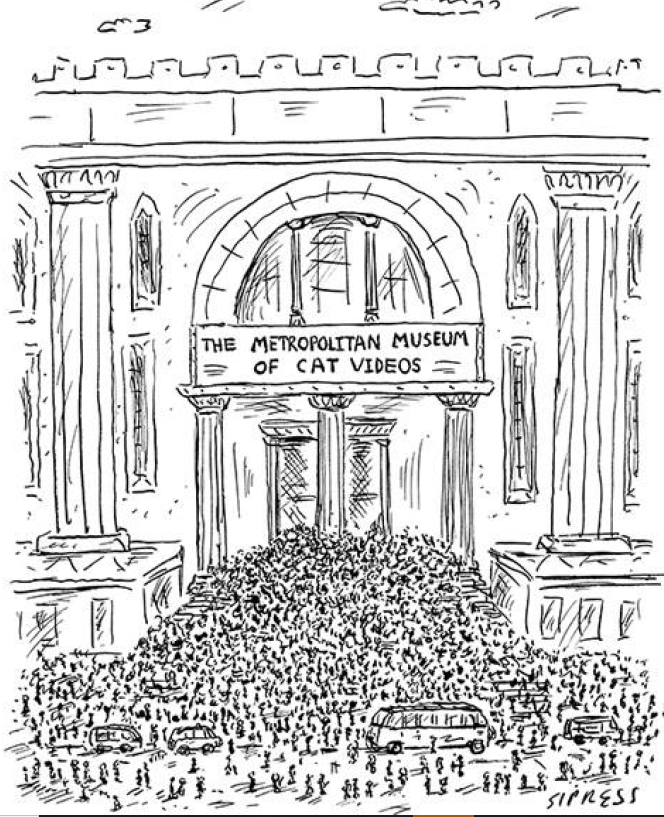 THE METROPOLITAN MUSEUM
OF CAT VIDEOS
SIPRESS